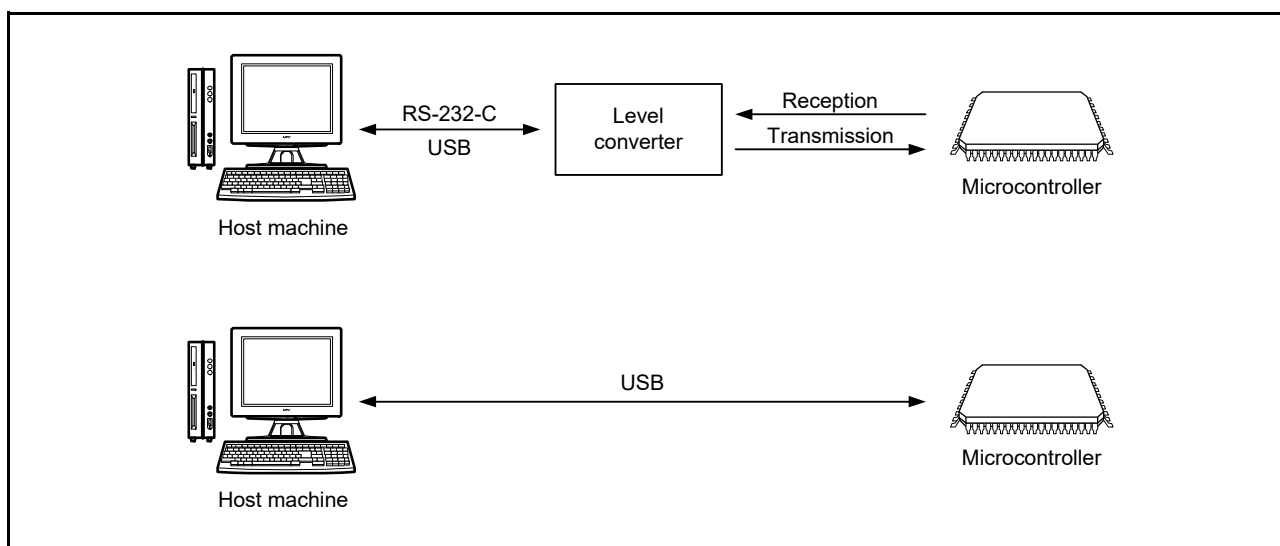 RS-232-C
USB
Level
converter
Reception
Transmission
Microcontroller
Host machine
USB
Microcontroller
Host machine